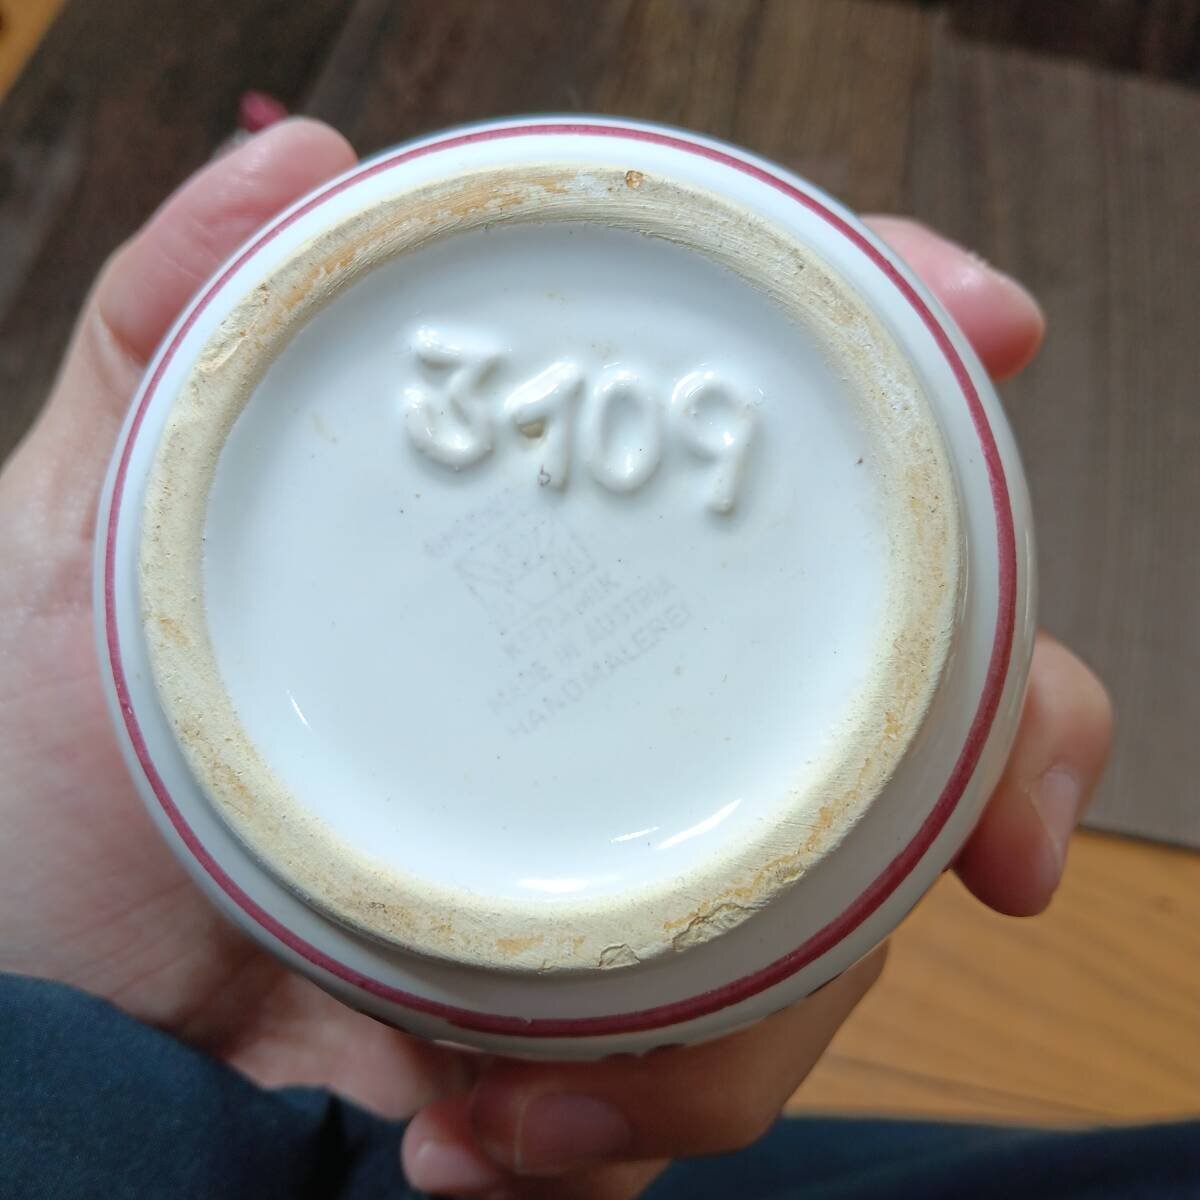 3109
KERAMIK
MADE IN AUSTRIA
HANDMALEREI